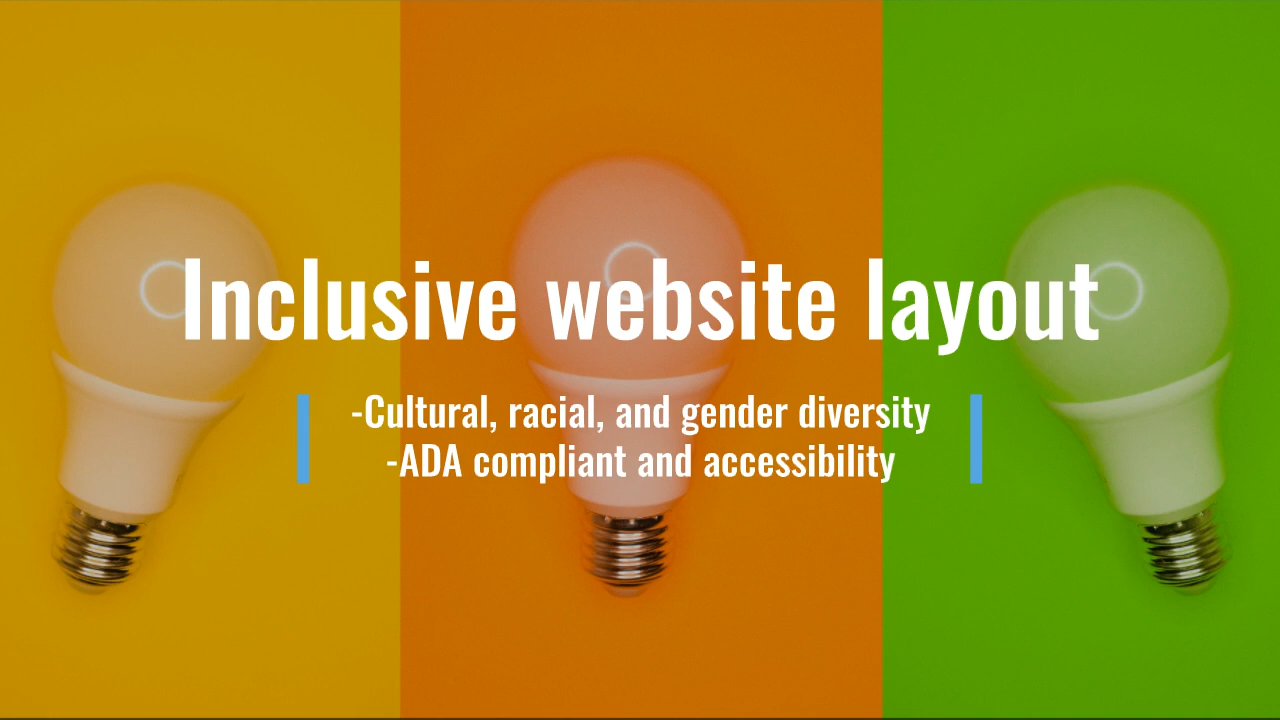 Inclusive website layout
-Cultural, racial, and gender diversity
-ADA compliant and accessibility